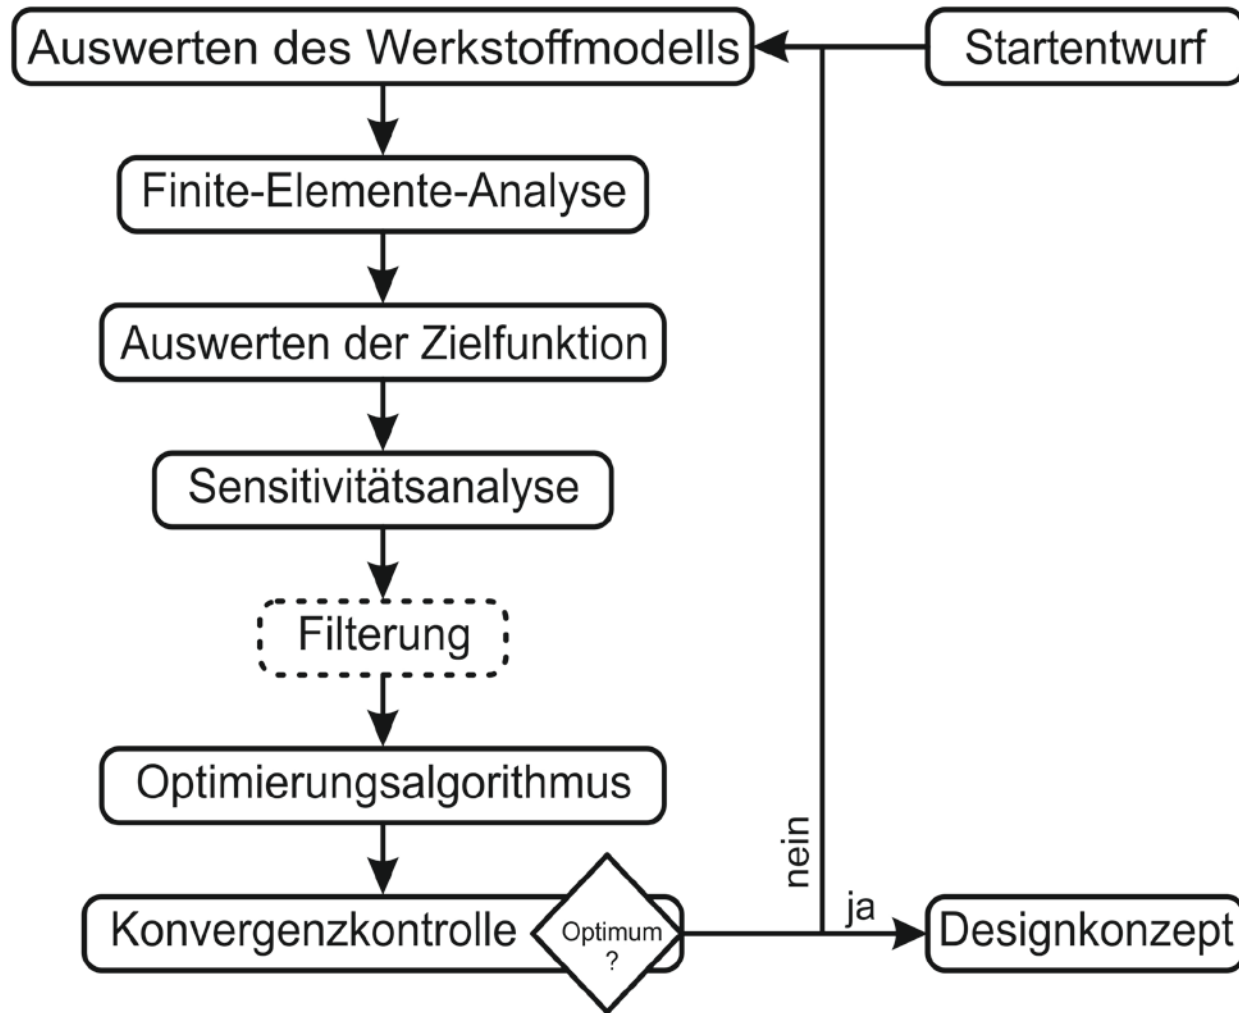 Auswerten des Werkstoffmodells
Startentwurf
Finite-Elemente-Analyse
Auswerten der Zielfunktion
Sensitivitätsanalyse
Filterung
Optimierungsalgorithmus
nein
Konvergenzkontrolle
Optimum
?
ja
Designkonzept